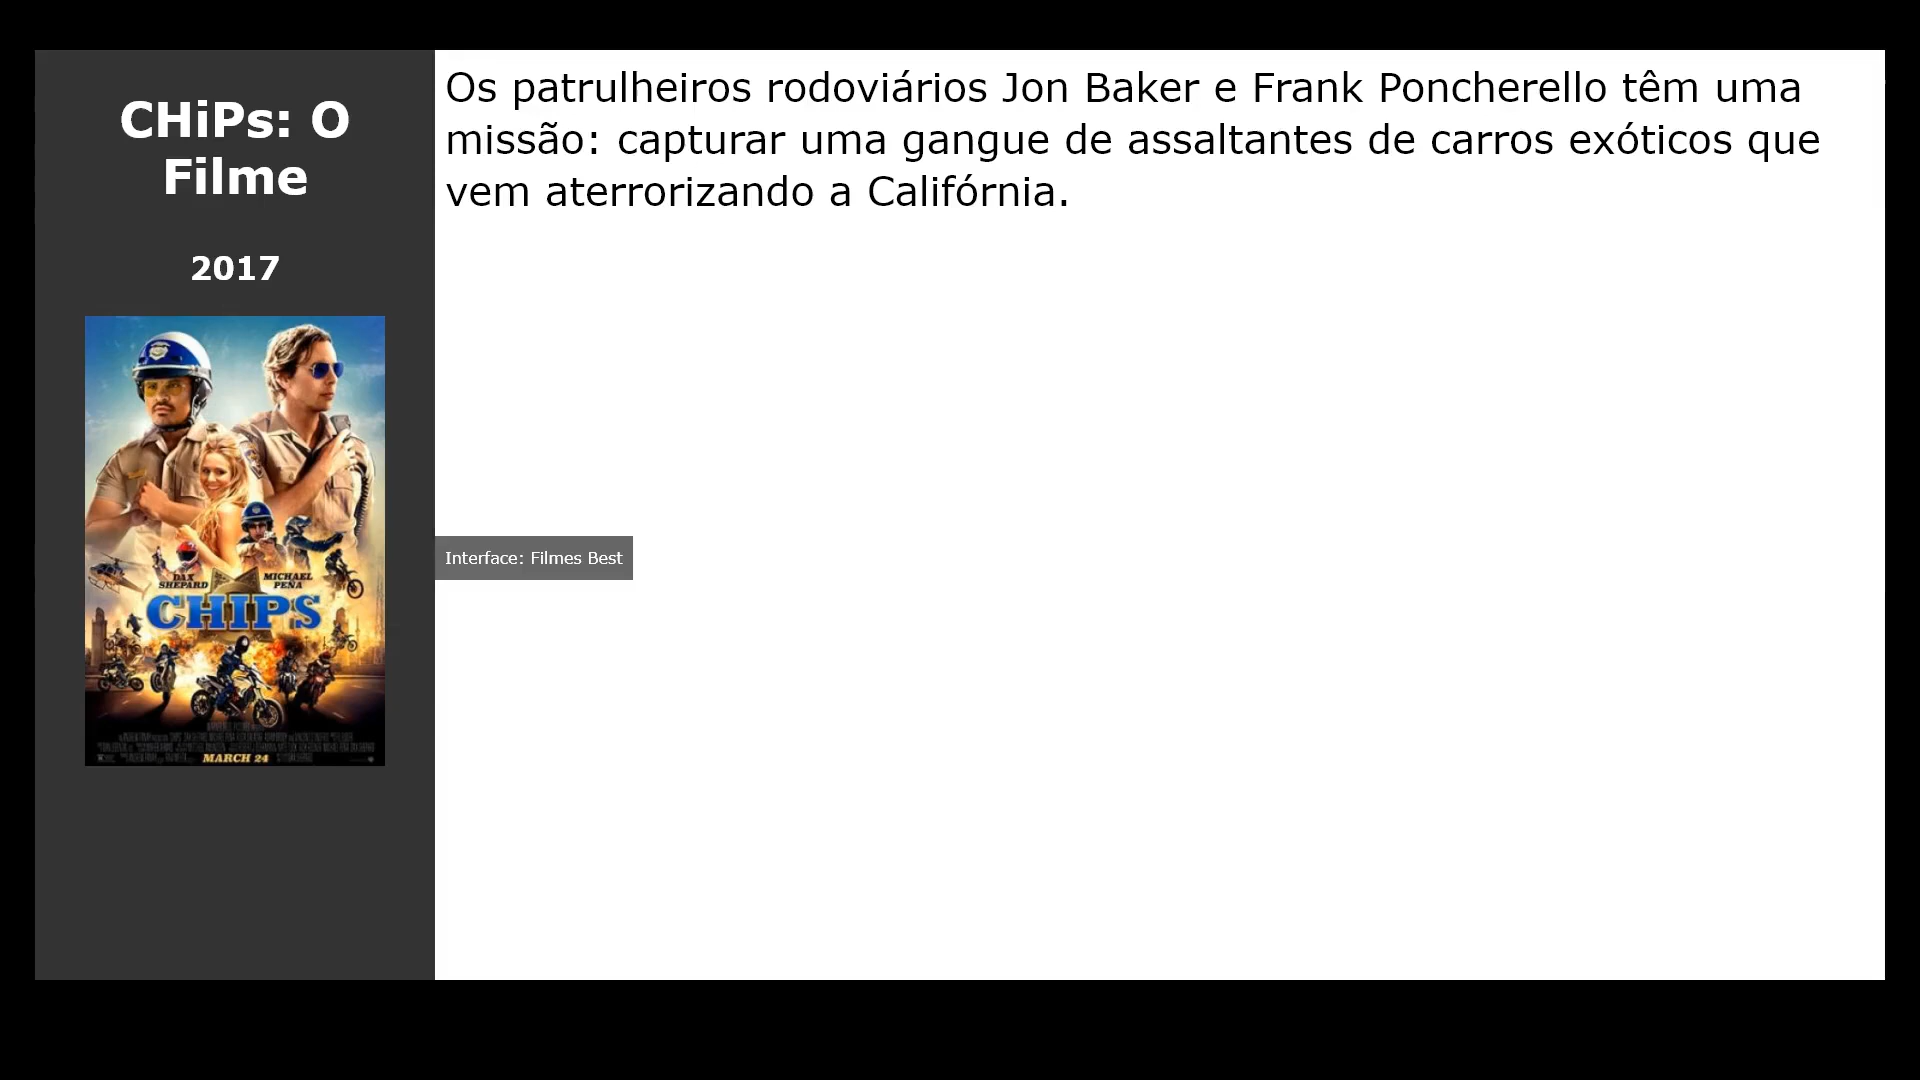 CHiPs: O
Filme
2017
Os patrulheiros rodoviários Jon Baker e Frank Poncherello têm uma
missão: capturar uma gangue de assaltantes de carros exóticos que
vem aterrorizando a Califórnia.
Interface: Filmes Best
DAX
SHEPARD
MICHAEL
PEÑA
CHIPS
MARCH 24